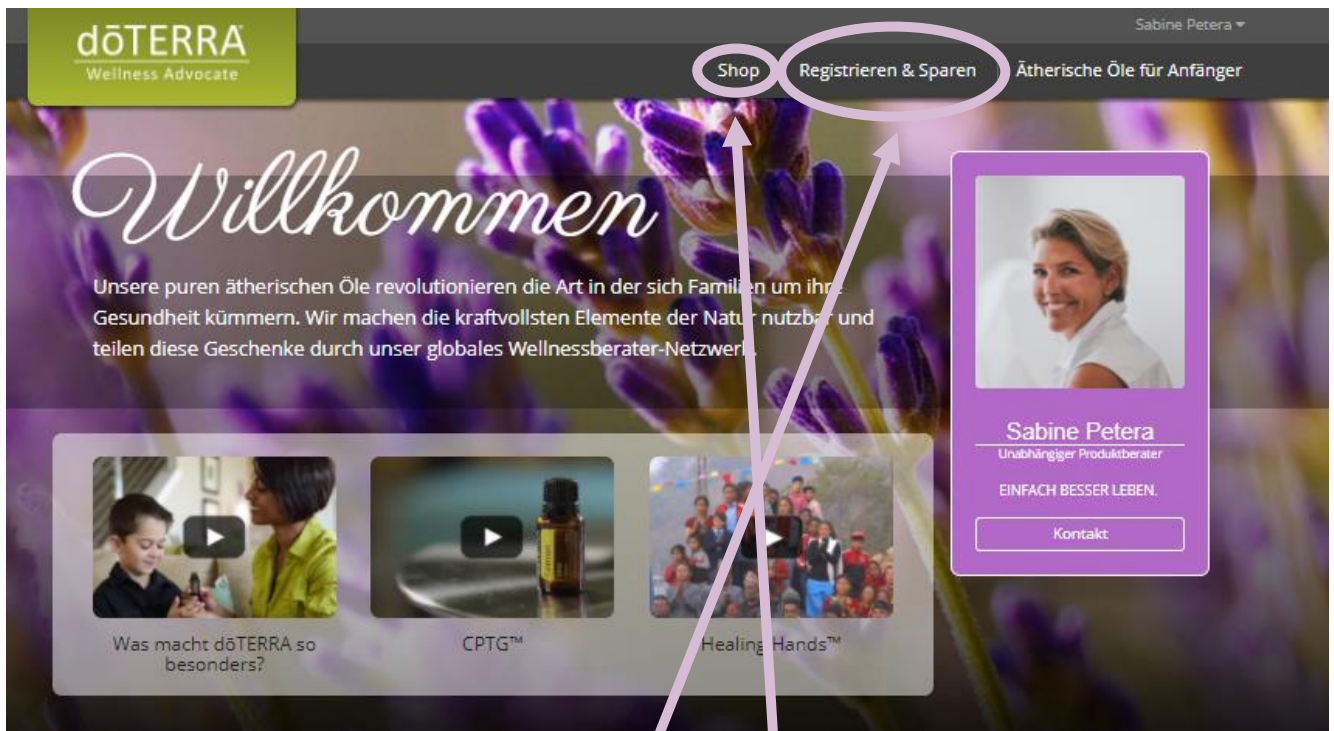 dōTERRA
Wellness Advocate
Sabine Petera
Shop
Registrieren & Sparen
Ätherische Öle für Anfänger
Willkommen
Unsere puren ätherischen Öle revolutionieren die Art in der sich Familien um ihre
Gesundheit kümmern. Wir machen die kraftvollsten Elemente der Natur nutzbar und
teilen diese Geschenke durch unser globales Wellnessberater-Netzwerk.
Sabine Petera
Unabhängiger Produktberater
EINFACH BESSER LEBEN.
Kontakt
Was macht dōTERRA so
besonders?
CPTG™
Healing Hands™